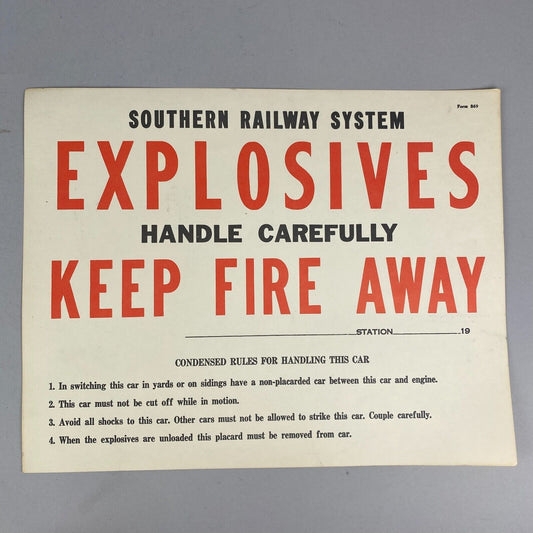 Form 869
SOUTHERN RAILWAY SYSTEM
EXPLOSIVES
HANDLE CAREFULLY
KEEP FIRE AWAY
STATION 19
CONDENSED RULES FOR HANDLING THIS CAR
1. In switching this car in yards or on sidings have a non-placarded car between this car and engine.
2. This car must not be cut off while in motion.
3. Avoid all shocks to this car. Other cars must not be allowed to strike this car. Couple carefully.
4. When the explosives are unloaded this placard must be removed from car.